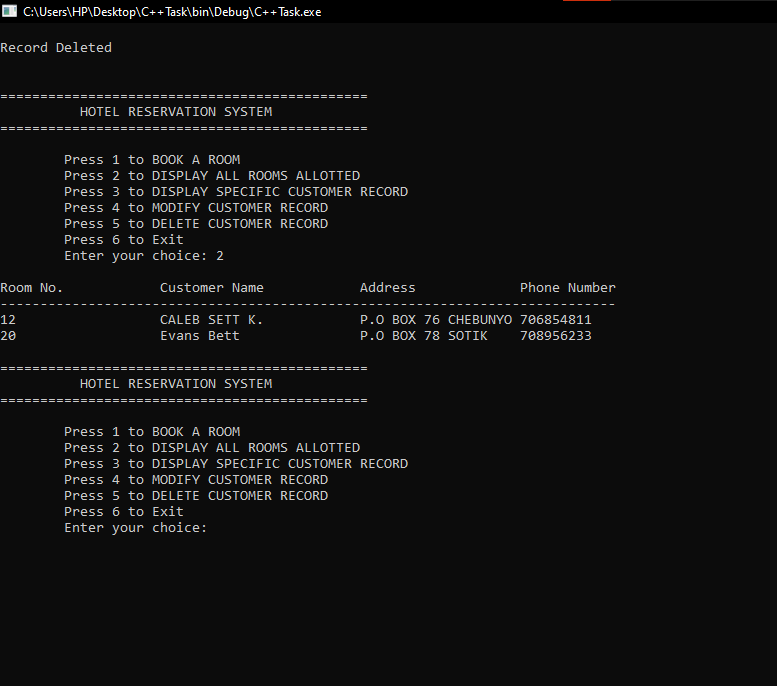 C:\Users\HP\Desktop\C++Task\bin\Debug\C++Task.exe
Record Deleted
==============================================
HOTEL RESERVATION SYSTEM
==============================================
Press 1 to BOOK A ROOM
Press 2 to DISPLAY ALL ROOMS ALLOTTED
Press 3 to DISPLAY SPECIFIC CUSTOMER RECORD
Press 4 to MODIFY CUSTOMER RECORD
Press 5 to DELETE CUSTOMER RECORD
Press 6 to Exit
Enter your choice: 2
Room No. Customer Name Address Phone Number
-----------------------------------------------------------------------------
12 CALEB SETT K. P.O BOX 76 CHEBUNYO 706854811
20 Evans Bett P.O BOX 78 SOTIK 708956233
==============================================
HOTEL RESERVATION SYSTEM
==============================================
Press 1 to BOOK A ROOM
Press 2 to DISPLAY ALL ROOMS ALLOTTED
Press 3 to DISPLAY SPECIFIC CUSTOMER RECORD
Press 4 to MODIFY CUSTOMER RECORD
Press 5 to DELETE CUSTOMER RECORD
Press 6 to Exit
Enter your choice: